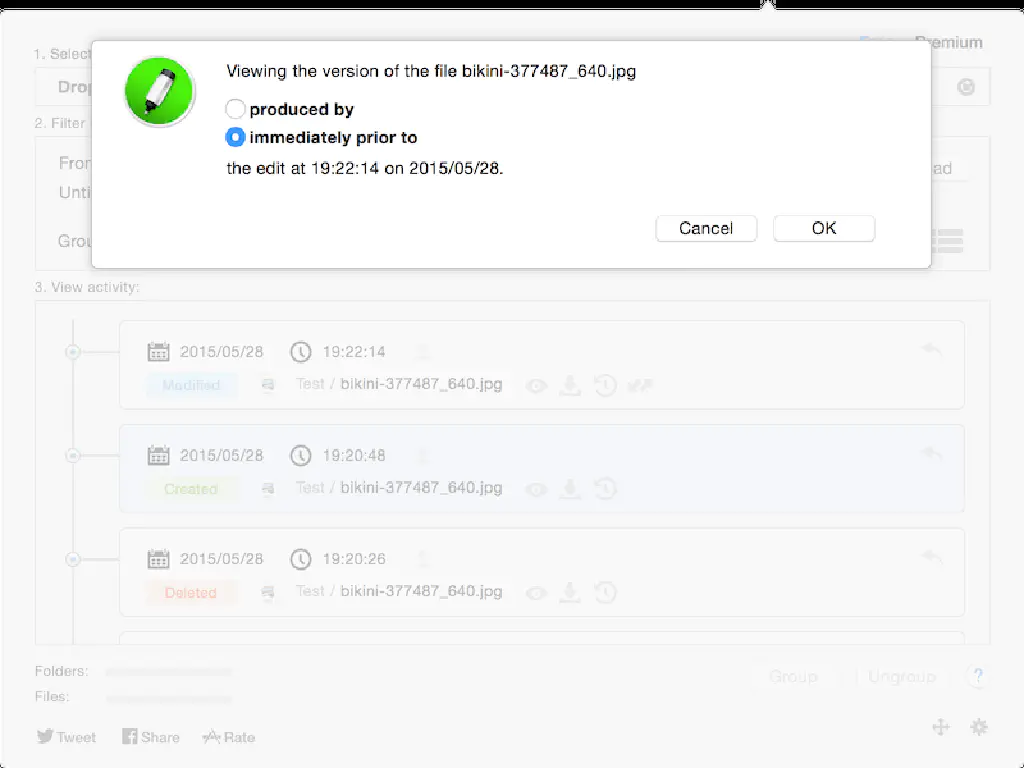 Premium
1. Select
Viewing the version of the file bikini-377487_640.jpg
Drop
produced by
2. Filter
immediately prior to
From
the edit at 19:22:14 on 2015/05/28.
Until
Cancel
OK
3. View activity:
2015/05/28 19:22:14
Modified Test / bikini-377487_640.jpg
2015/05/28 19:20:48
Created Test / bikini-377487_640.jpg
2015/05/28 19:20:26
Deleted Test / bikini-377487_640.jpg
Folders:
Group Ungroup ?
Files:
Tweet Share Rate